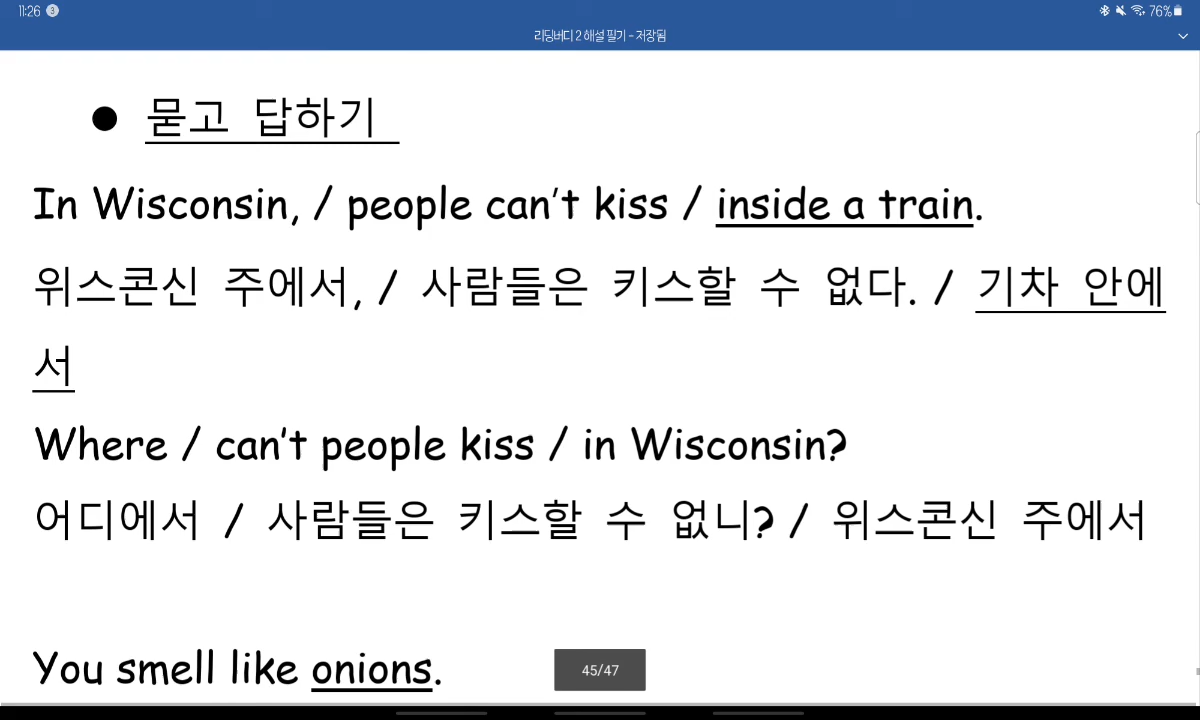 11:26 3 76%
리딩버디 2 해설 필기 - 저장됨
● 묻고 답하기
In Wisconsin, / people can't kiss / inside a train.
위스콘신 주에서, / 사람들은 키스할 수 없다. / 기차 안에
서
Where / can't people kiss / in Wisconsin?
어디에서 / 사람들은 키스할 수 없니? / 위스콘신 주에서
You smell like onions.
45/47